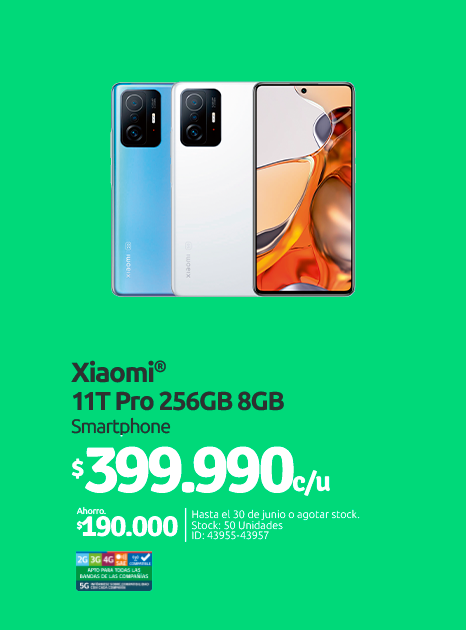 Xiaomi®
11T Pro 256GB 8GB
Smartphone
$399.990c/u
Ahorro.
$190.000
Hasta el 30 de junio o agotar stock.
Stock: 50 Unidades
ID: 43955-43957
2G 3G 4G SAE
APTO PARA TODAS LAS
BANDAS DE LAS COMPAÑÍAS
5G